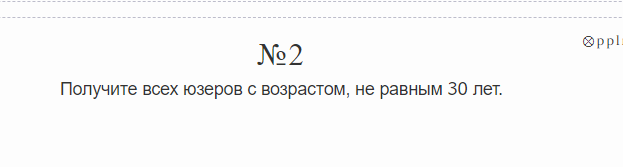 №2
Получите всех юзеров с возрастом, не равным 30 лет.